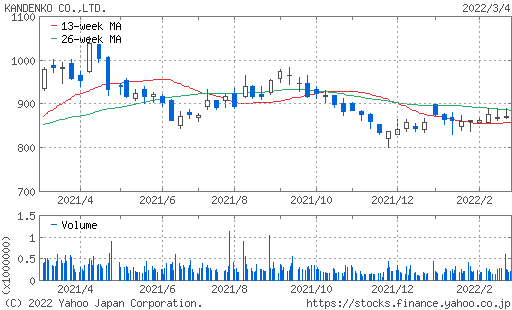 KANDENKO CO.,LTD. 2022/3/4
1100
13-week MA
26-week MA
1000
900
800
700
2021/4 2021/6 2021/8 2021/10 2021/12 2022/2
1.5
Volume
1
0.5
0
(x1000000)
2021/4 2021/6 2021/8 2021/10 2021/12 2022/2
(C) 2022 Yahoo Japan Corporation. https://stocks.finance.yahoo.co.jp/